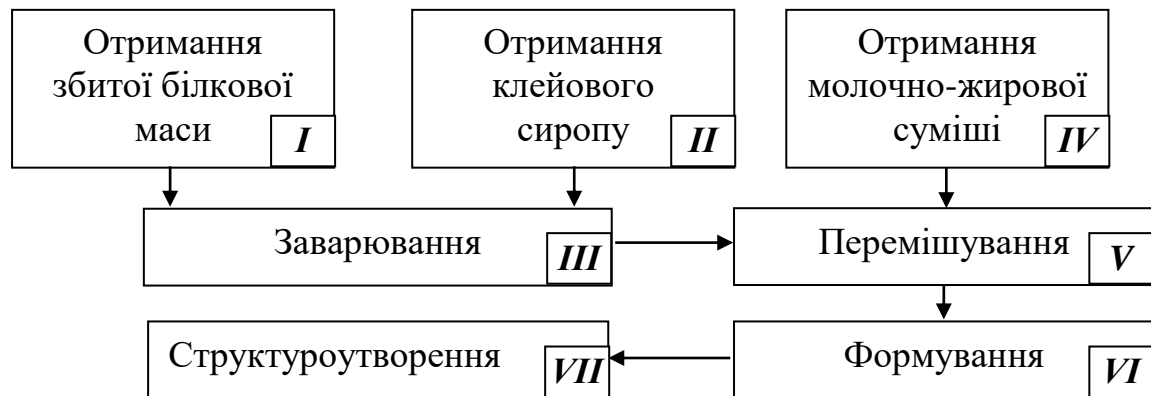 Отримання
збитої білкової
маси
I
Отримання
клейового
сиропу
II
Отримання
молочно-жирової
суміші
IV
Заварювання
III
Перемішування
V
Структуроутворення
VII
Формування
VI